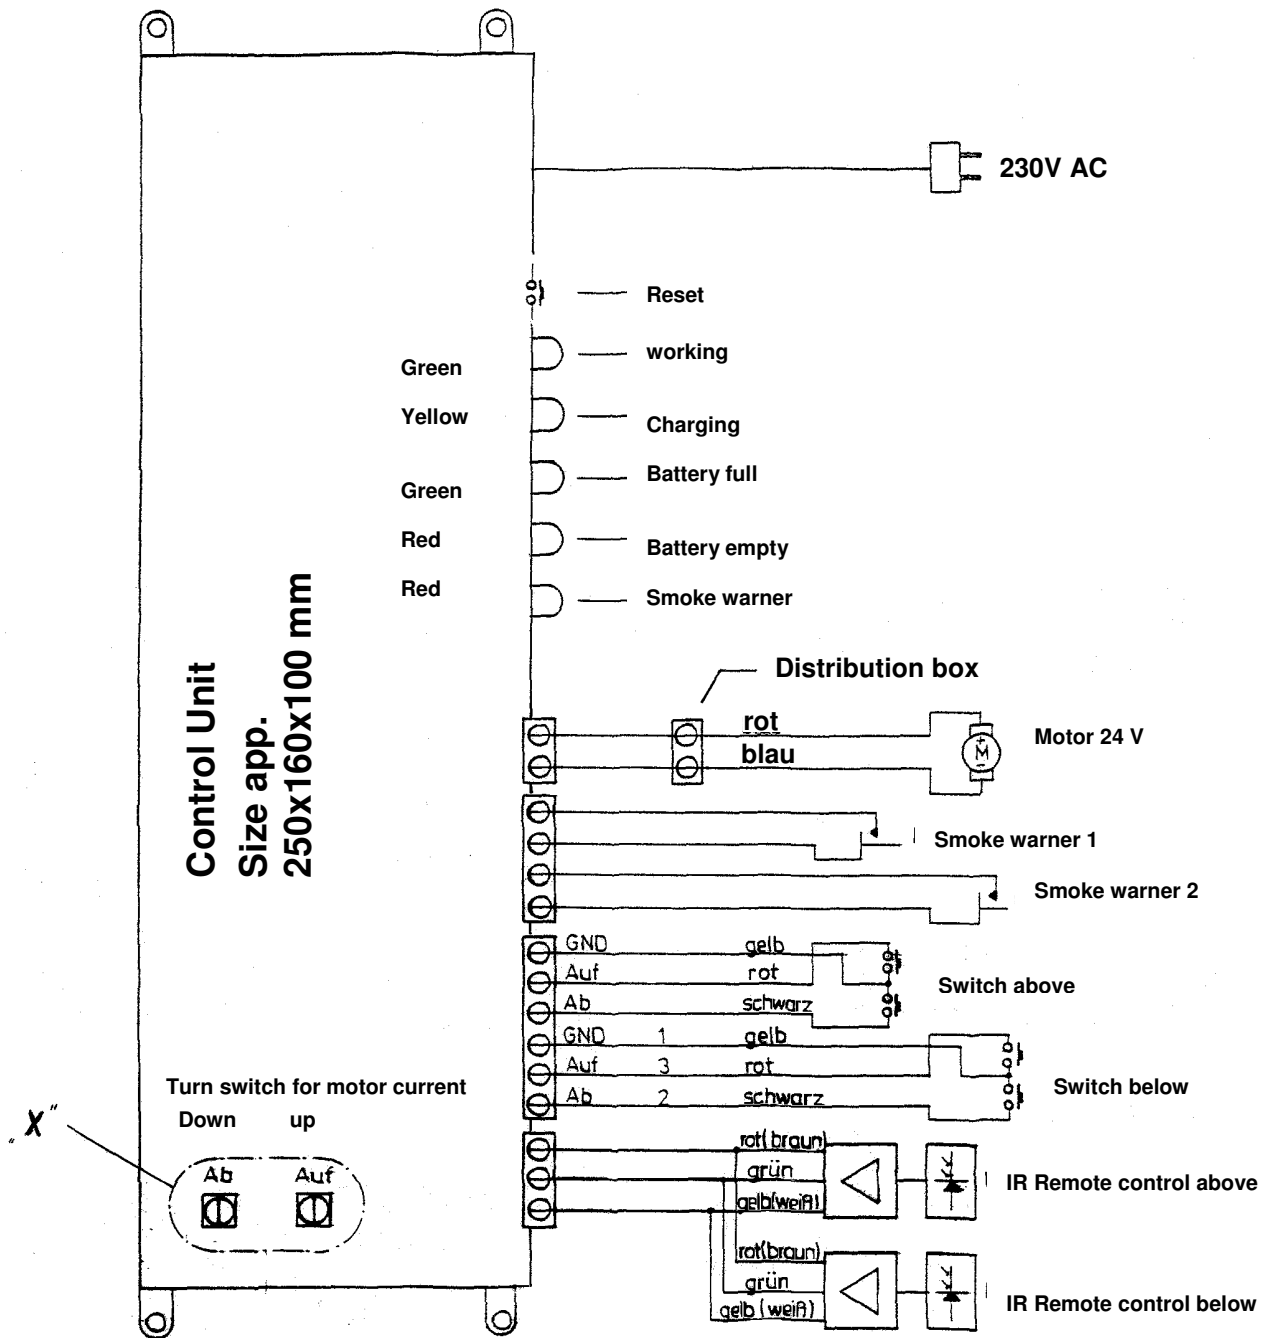 230V AC
Reset
working
Green
Yellow
Charging
Battery full
Green
Red
Battery empty
Red
Smoke warner
Control Unit
Size app.
250x160x100 mm
Distribution box
rot
blau
M
+
-
Motor 24 V
Smoke warner 1
Smoke warner 2
GND gelb
Auf rot
Ab schwarz
Switch above
GND 1 gelb
Auf 3 rot
Ab 2 schwarz
Switch below
Turn switch for motor current
Down up
„X"
Ab Auf
rot(braun)
grün
gelb(weiß)
IR Remote control above
rot(braun)
grün
gelb (weiß)
IR Remote control below